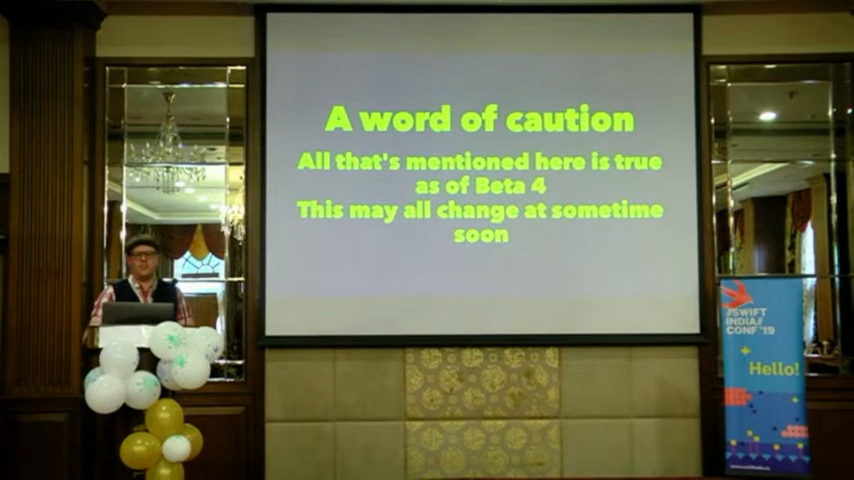 A word of caution
All that's mentioned here is true
as of Beta 4
This may all change at sometime
soon
//SWIFT
INDIA//
CONF '19
Hello!